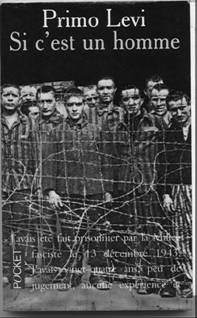 Primo Levi
Si c'est un homme
J'avais été fait prisonnier par la
fasciste le 13 décembre 1943.
J'avais vingt-quatre ans, peu de
jugement, aucune expérience et
POCKET